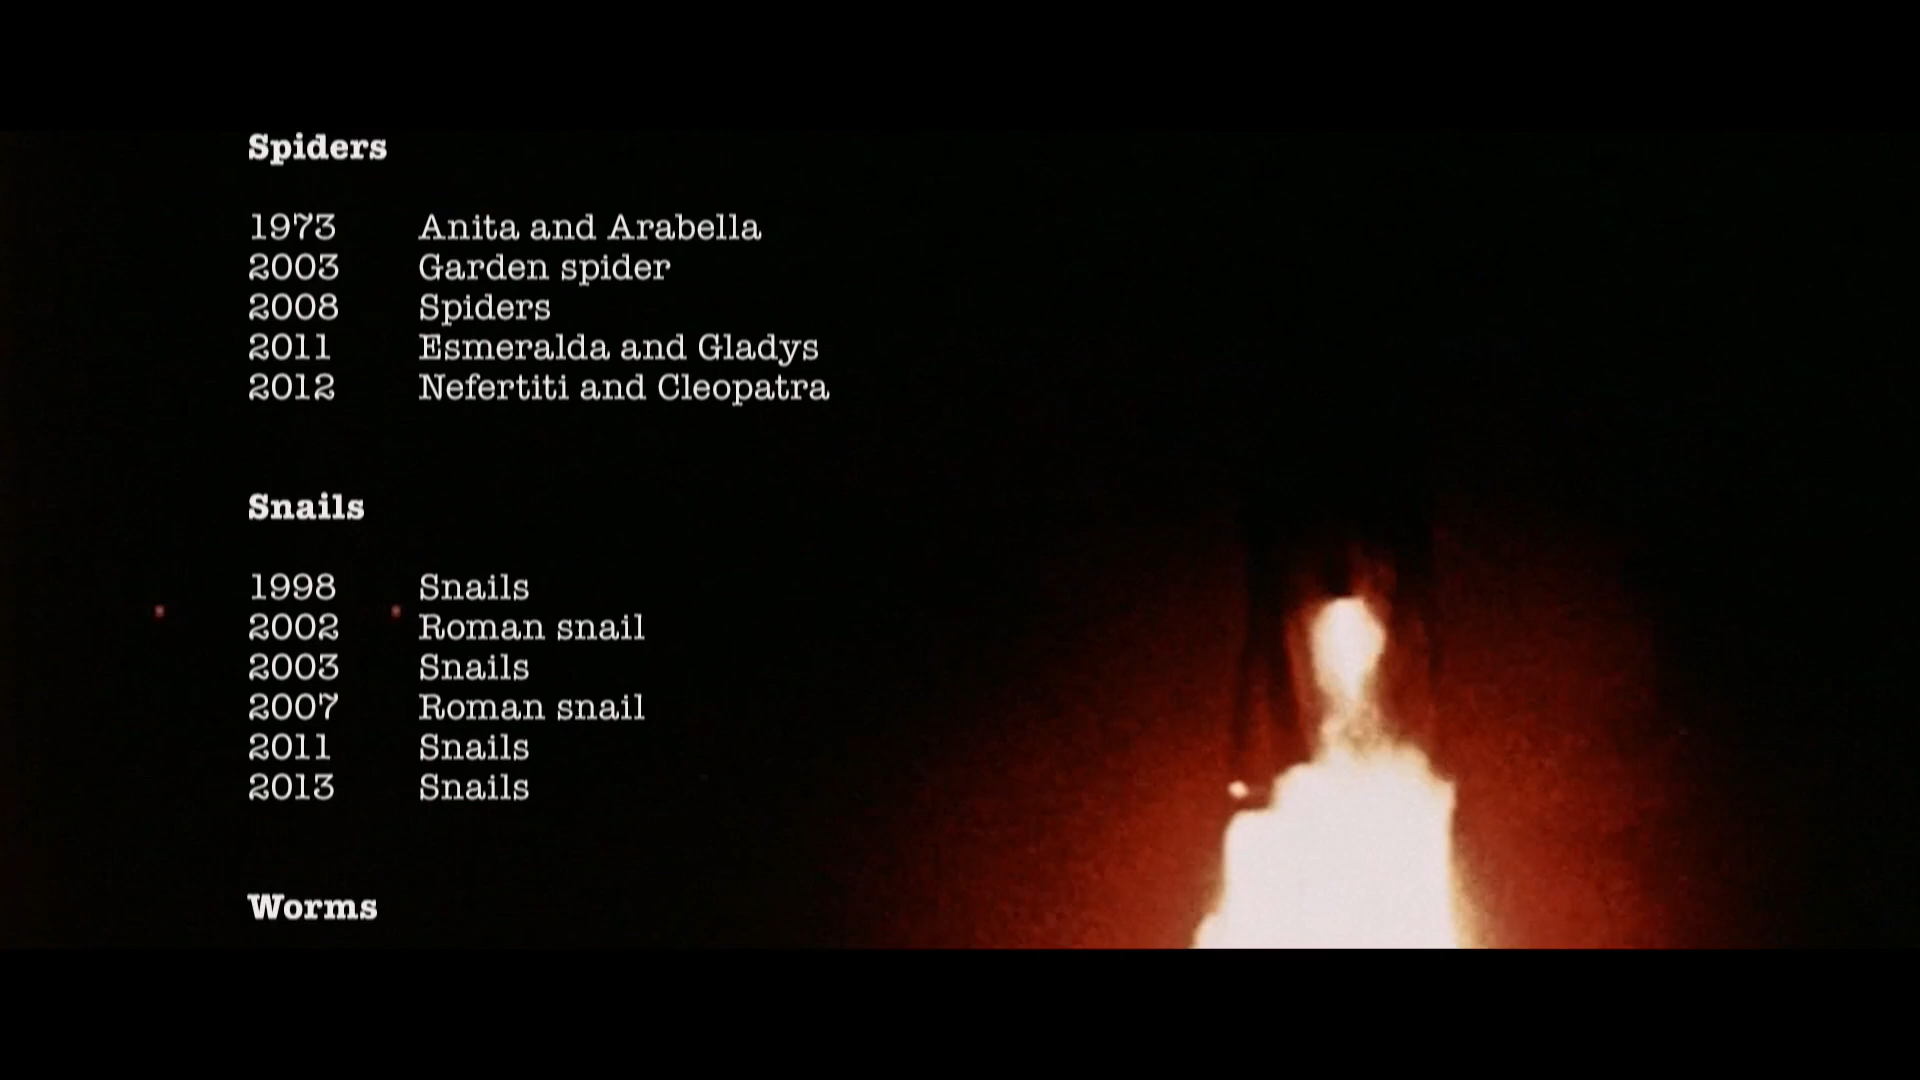 Spiders
1973 Anita and Arabella
2003 Garden spider
2008 Spiders
2011 Esmeralda and Gladys
2012 Nefertiti and Cleopatra
Snails
1998 Snails
2002 Roman snail
2003 Snails
2007 Roman snail
2011 Snails
2013 Snails
Worms